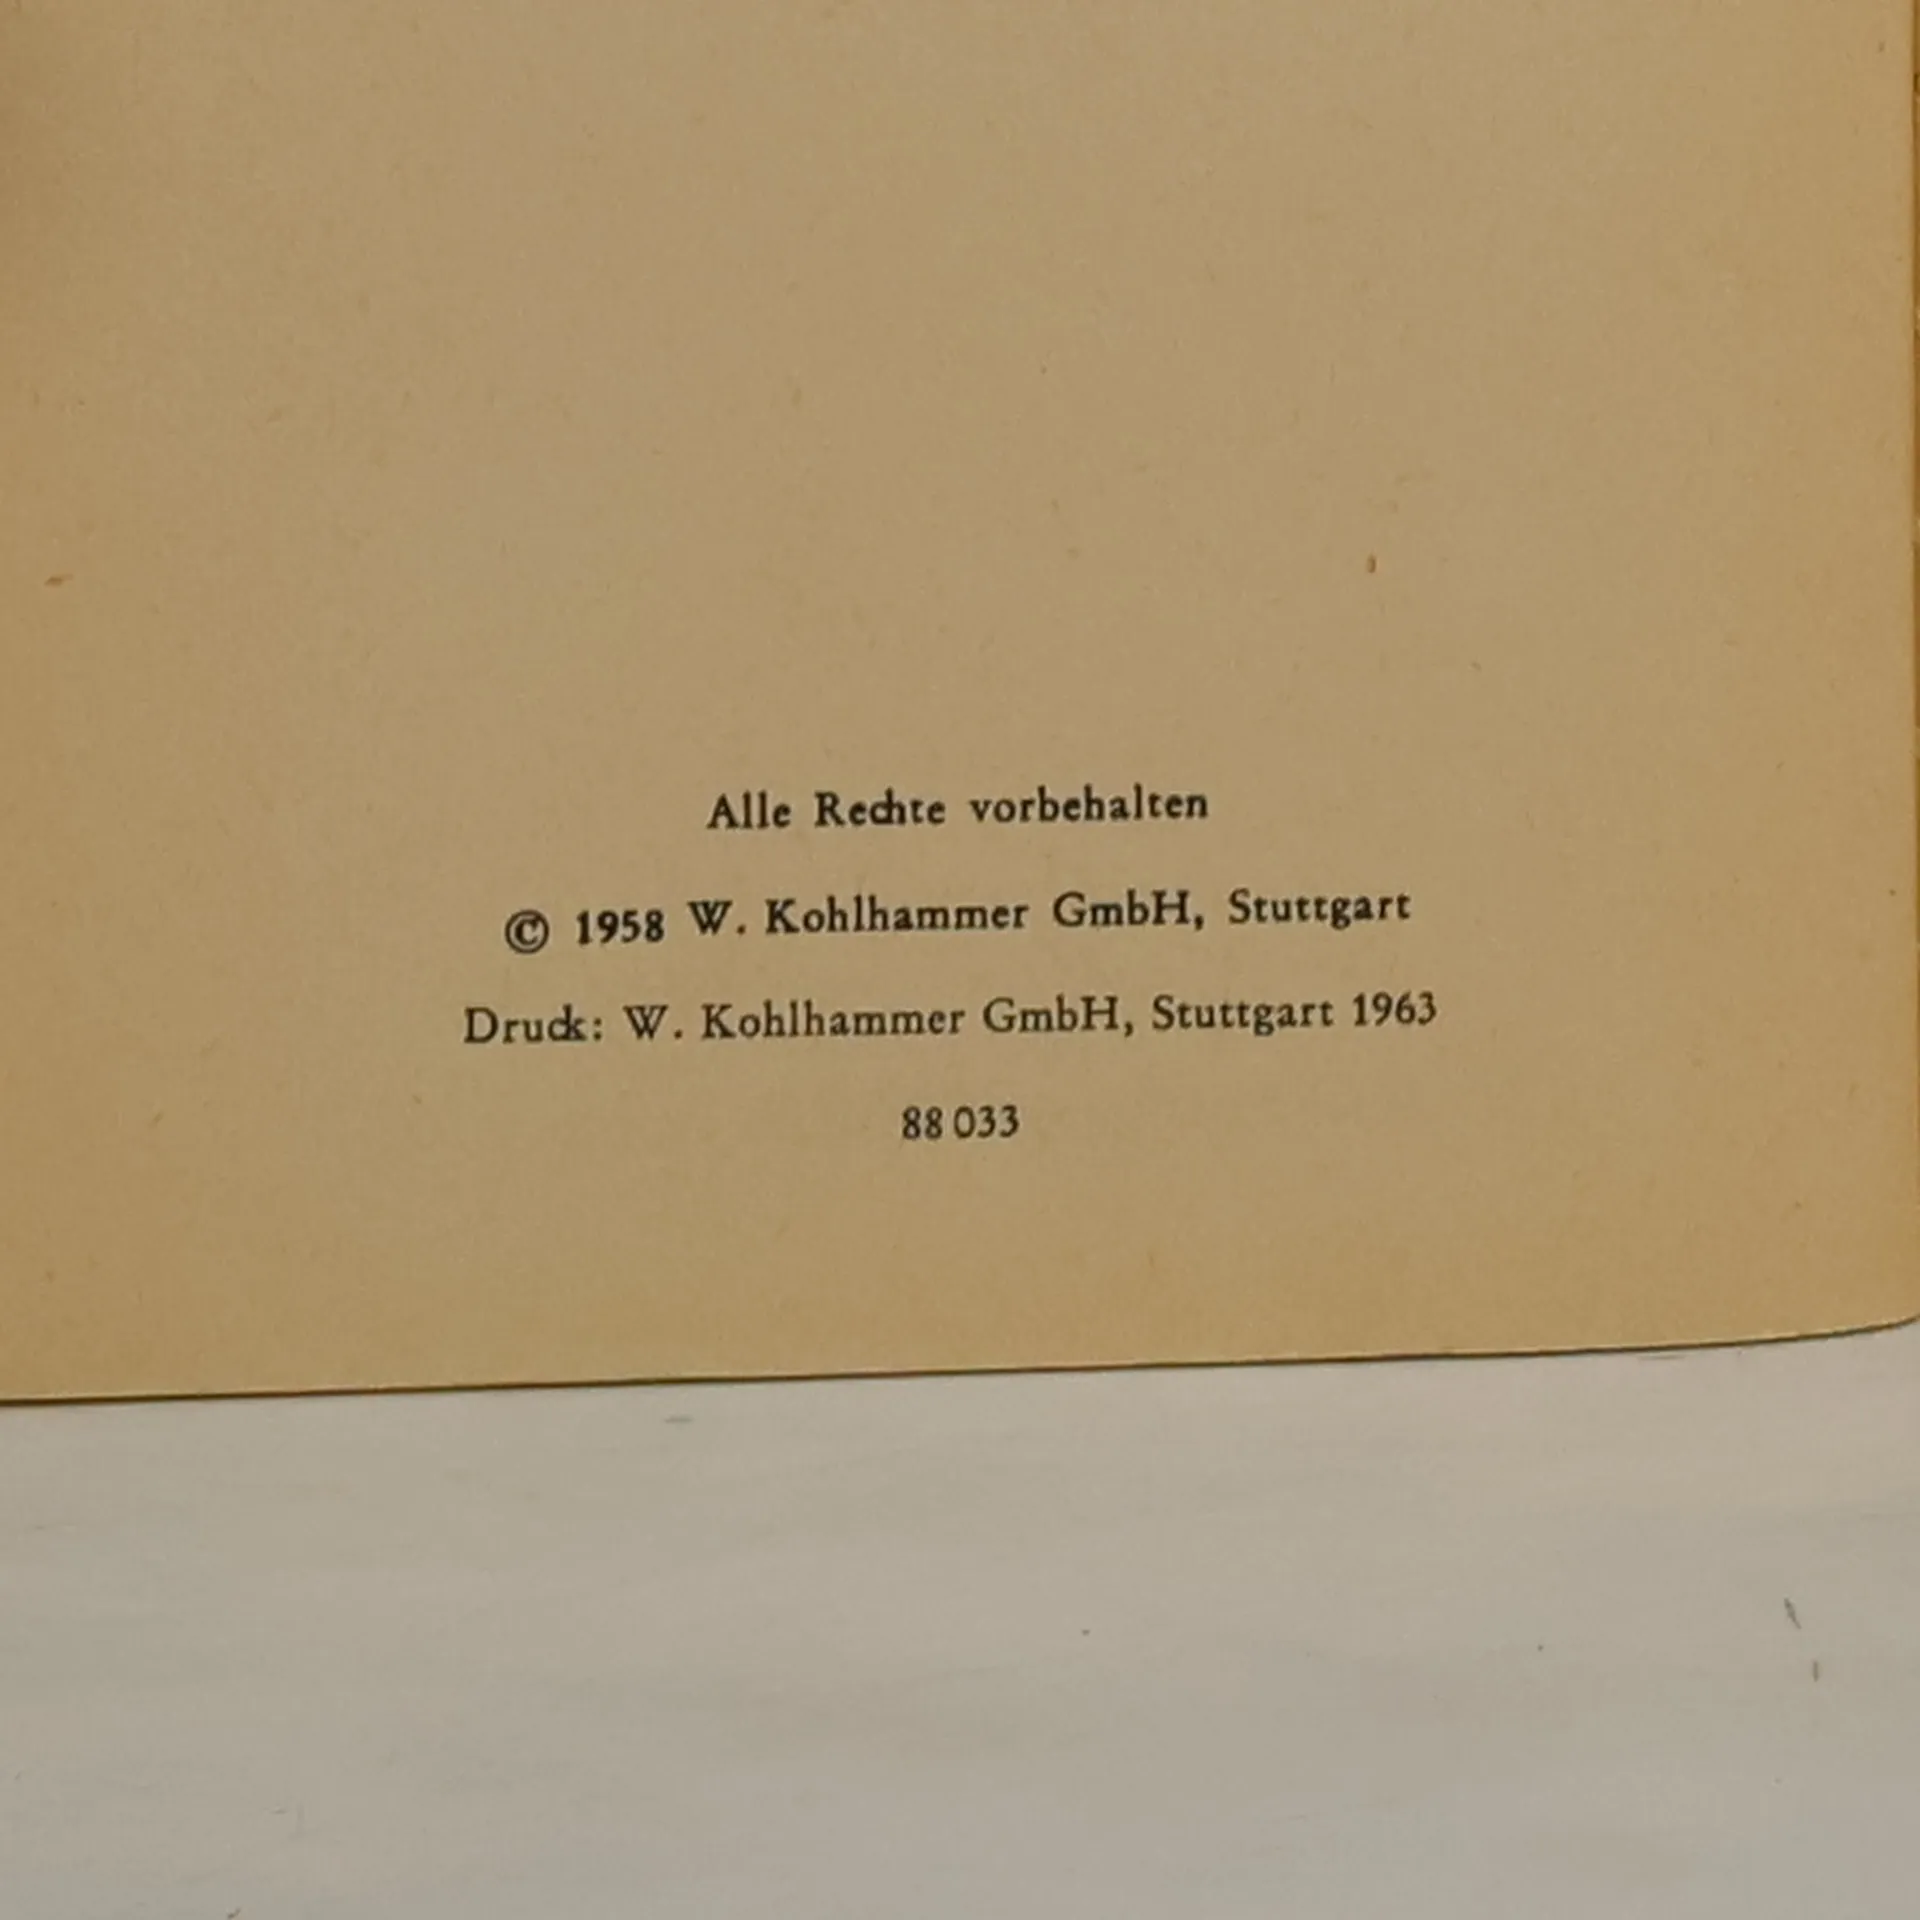 Alle Rechte vorbehalten
© 1958 W. Kohlhammer GmbH, Stuttgart
Druck: W. Kohlhammer GmbH, Stuttgart 1963
88 033